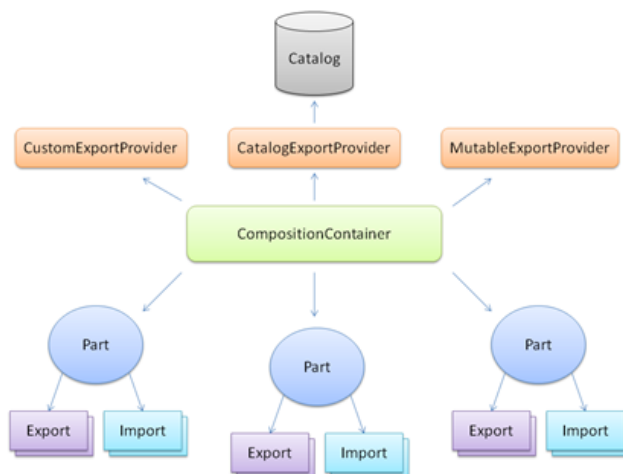 Catalog
CustomExportProvider
CatalogExportProvider
MutableExportProvider
CompositionContainer
Part
Part
Part
Export
Import
Export
Import
Export
Import